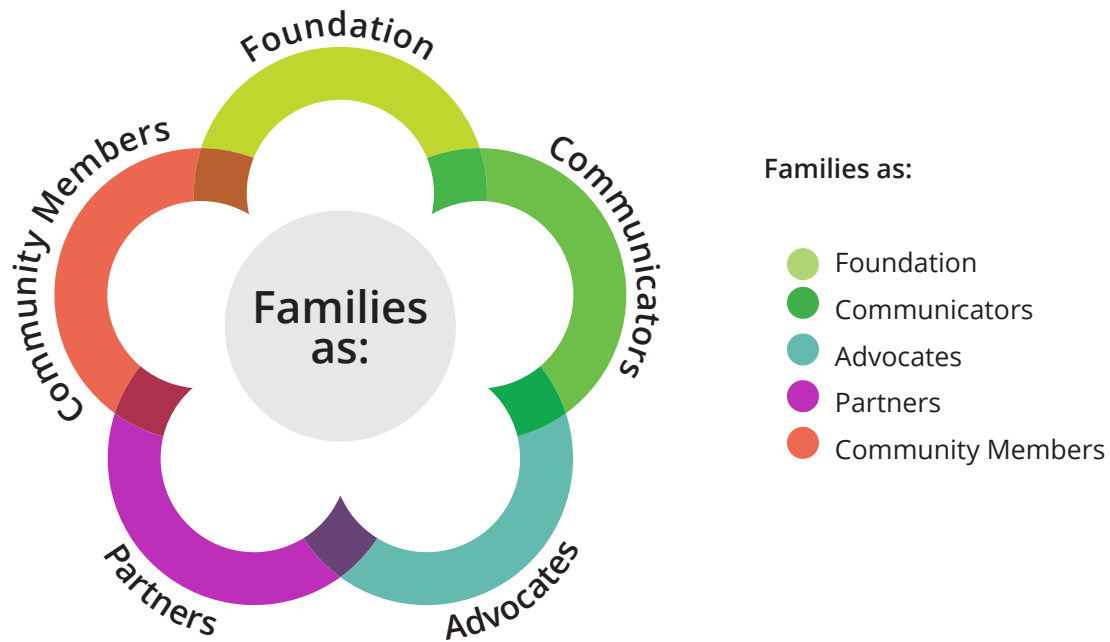 Foundation
Communicators
Advocates
Partners
Community Members
Families
as:
Families as:
Foundation
Communicators
Advocates
Partners
Community Members